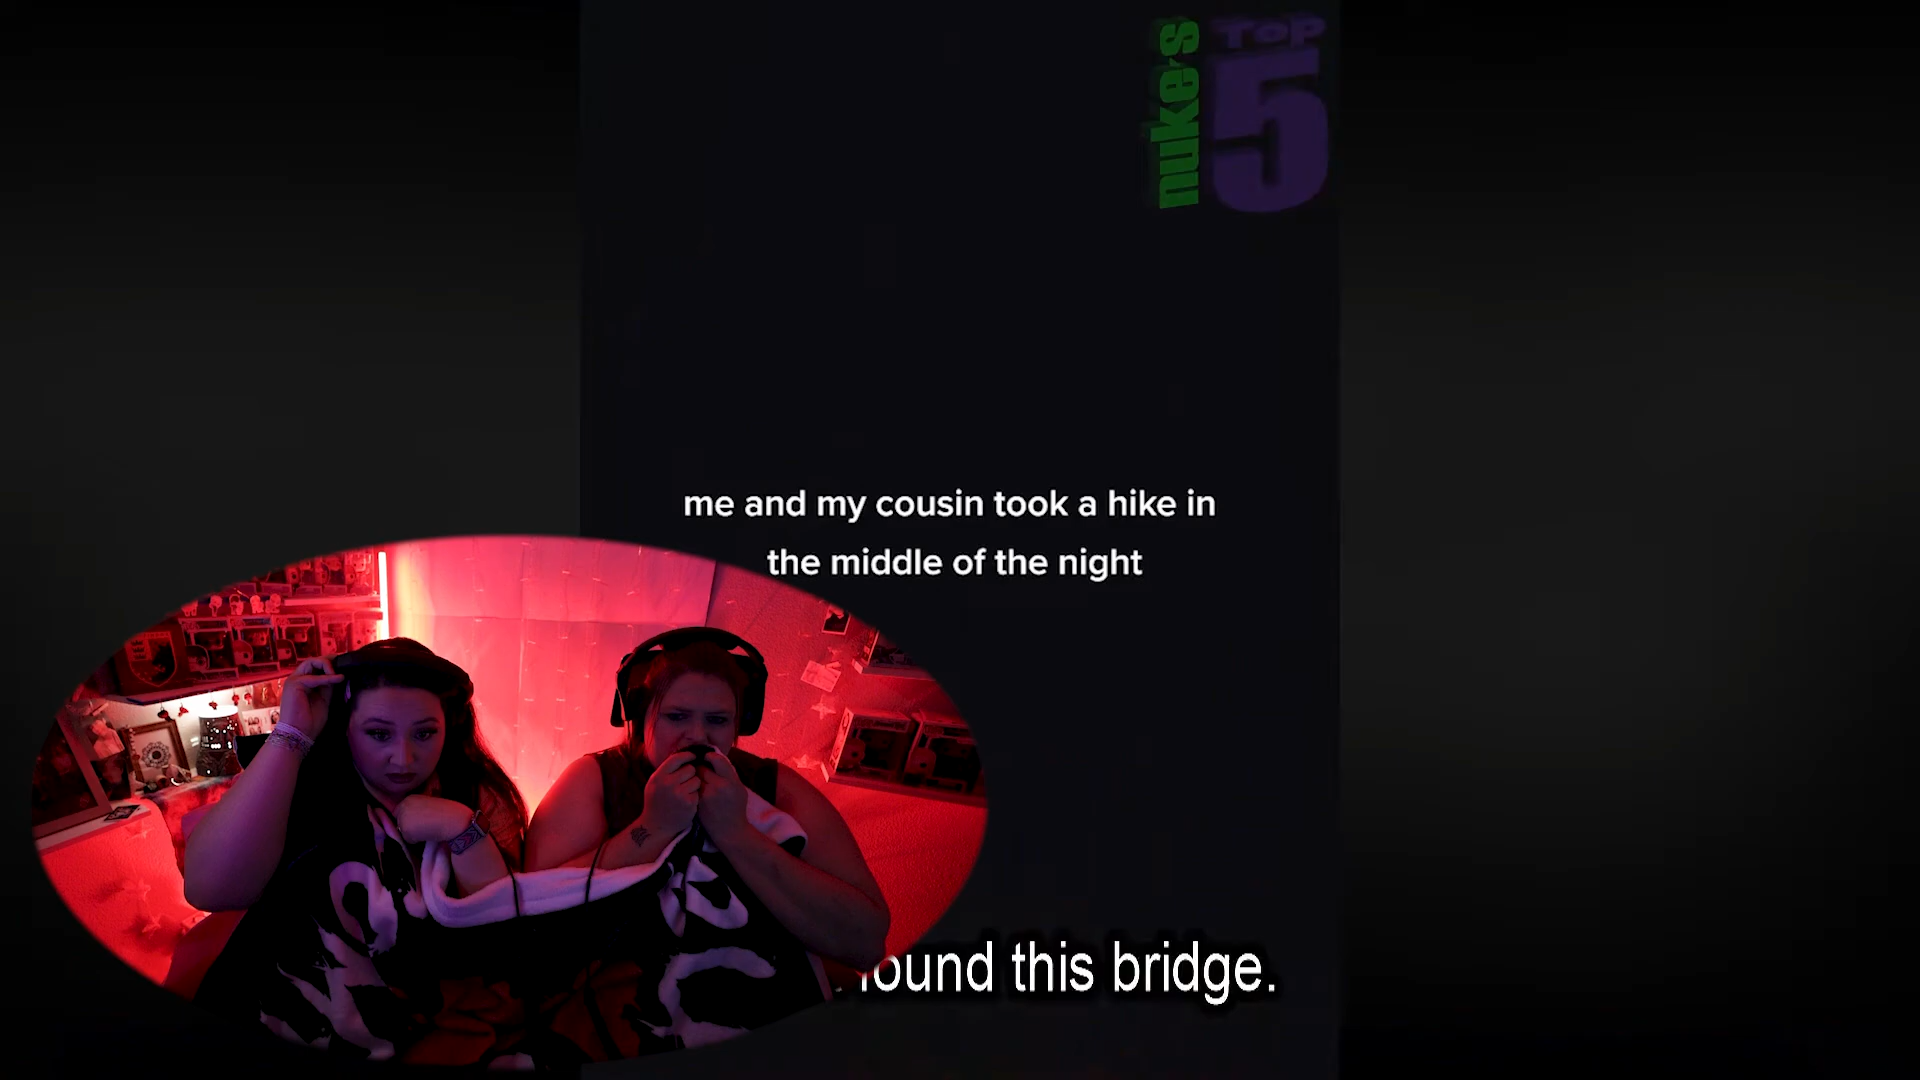 nuke's
Top
5
me and my cousin took a hike in
the middle of the night
found this bridge.